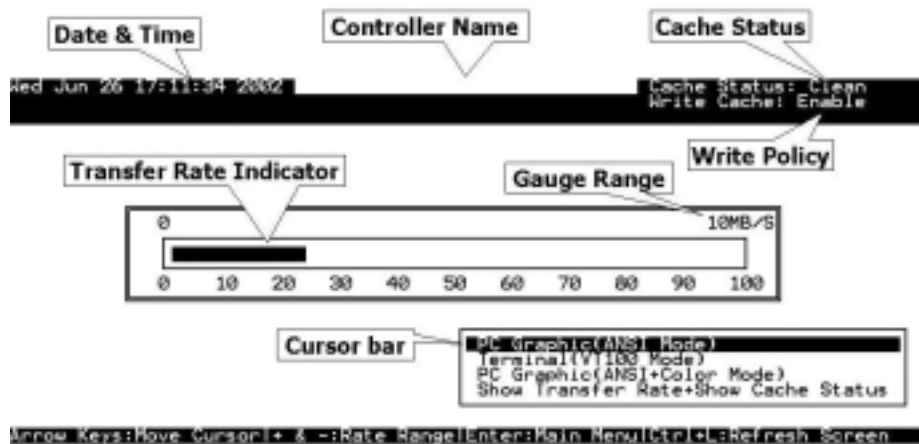 Date & Time
Controller Name
Cache Status
Wed Jun 26 17:11:34 2002
Cache Status: Clean
Write Cache: Enable
Write Policy
Transfer Rate Indicator
Gauge Range
0 10MB/S
0 10 20 30 40 50 60 70 80 90 100
Cursor bar
PC Graphic(ANSI Mode)
Terminal(VT100 Mode)
PC Graphic(ANSI+Color Mode)
Show Transfer Rate+Show Cache Status
Arrow Keys:Move Cursor|+ & -:Rate Range|Enter:Main Menu|Ctrl+L:Refresh Screen